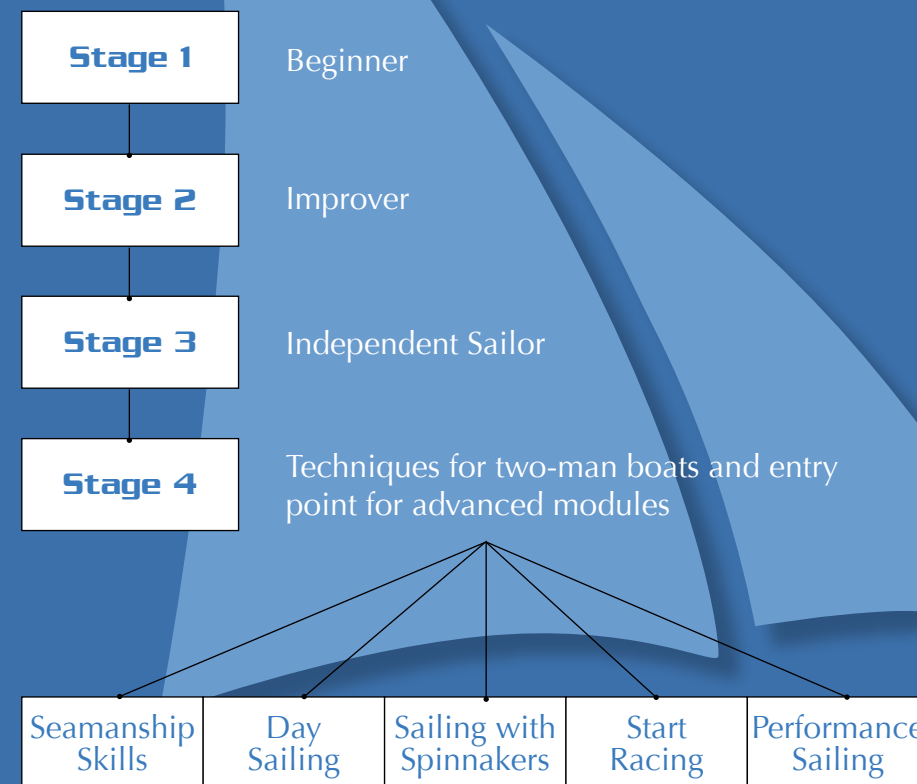 Stage 1
Beginner
Stage 2
Improver
Stage 3
Independent Sailor
Stage 4
Techniques for two-man boats and entry
point for advanced modules
Seamanship
Skills
Day
Sailing
Sailing with
Spinnakers
Start
Racing
Performance
Sailing